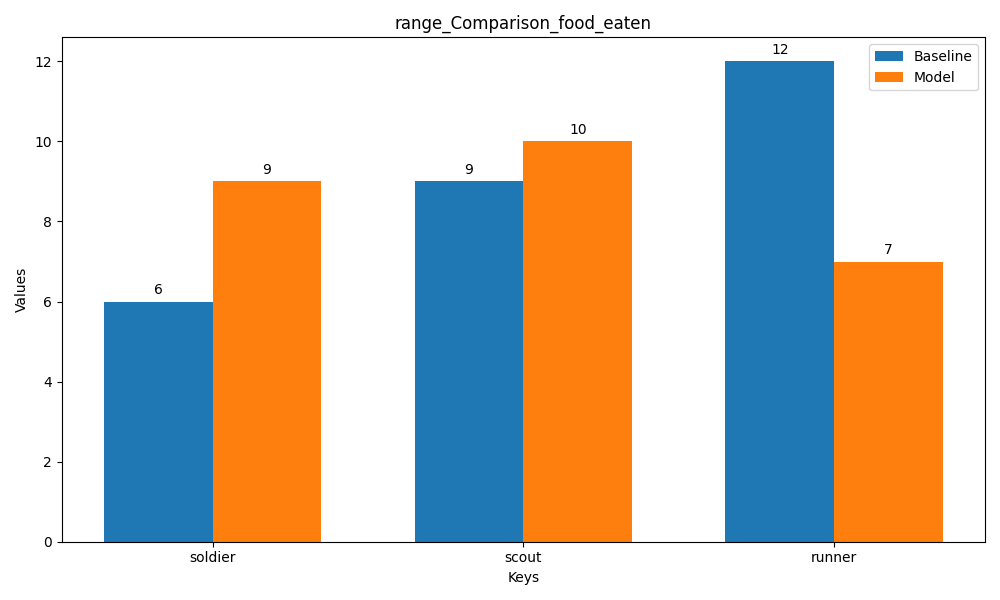 range_Comparison_food_eaten
Baseline
Model
12
12
10
10
9
9
8
7
6
6
4
2
0
Values
soldier
scout
runner
Keys